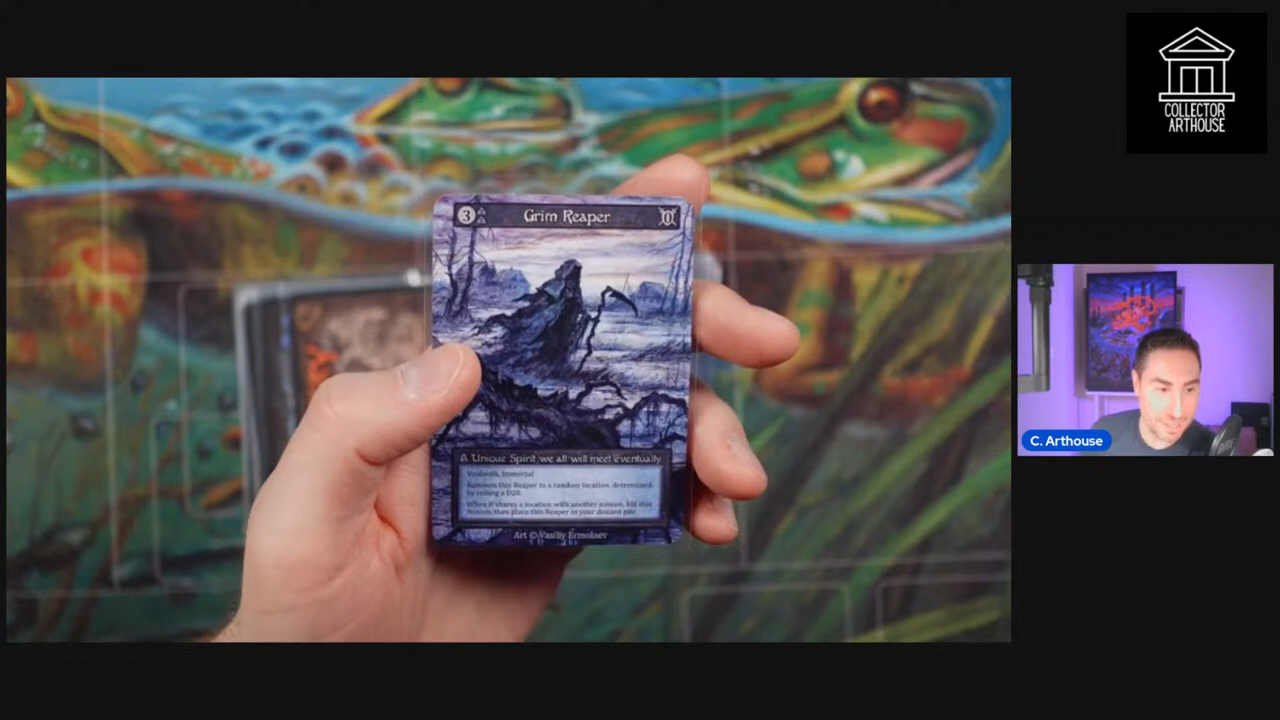 COLLECTOR
ARTHOUSE
3
Grim Reaper
0
A Unique Spirit we all will meet eventually.
Voidwalk, Immortal
Summon this Reaper to a random location, determined
by rolling a D20.
When it shares a location with another minion, kill that
minion, then place this Reaper in your discard pile.
Art © Vasiliy Ermolaev
C. Arthouse